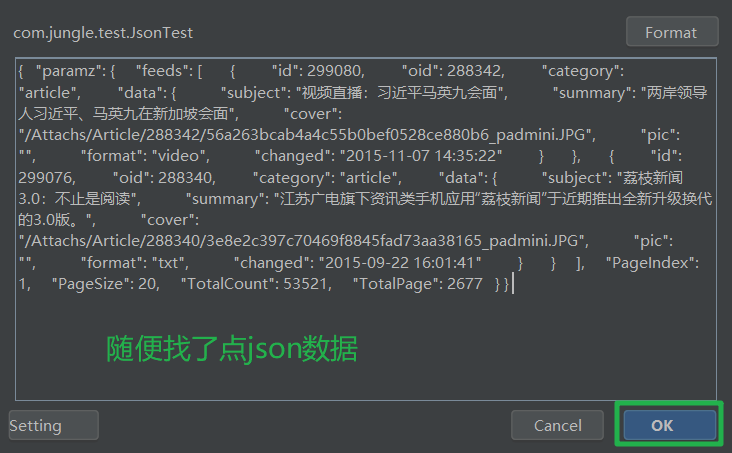 com.jungle.test.JsonTest Format
{ "paramz": { "feeds": [ { "id": 299080, "oid": 288342, "category":
"article", "data": { "subject": "视频直播：习近平马英九会面", "summary": "两岸领导
人习近平、马英九在新加坡会面", "cover":
"/Attachs/Article/288342/56a263bcab4a4c55b0bef0528ce880b6_padmini.JPG", "pic":
"", "format": "video", "changed": "2015-11-07 14:35:22" } }, { "id":
299076, "oid": 288340, "category": "article", "data": { "subject": "荔枝新闻
3.0：不止是阅读", "summary": "江苏广电旗下资讯类手机应用“荔枝新闻”于近期推出全新升级换代
的3.0版。", "cover":
"/Attachs/Article/288340/3e8e2c397c70469f8845fad73aa38165_padmini.JPG", "pic":
"", "format": "txt", "changed": "2015-09-22 16:01:41" } } ], "PageIndex":
1, "PageSize": 20, "TotalCount": 53521, "TotalPage": 2677 } }
随便找了点json数据
Setting Cancel OK